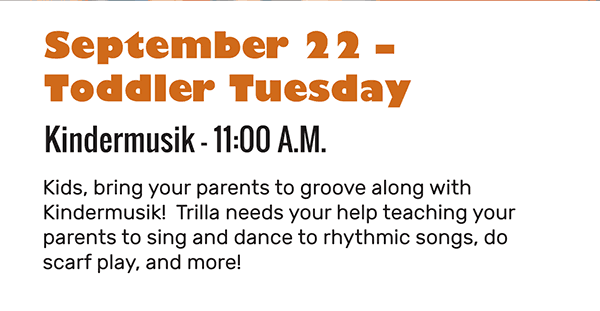 September 22 –
Toddler Tuesday
Kindermusik - 11:00 A.M.
Kids, bring your parents to groove along with
Kindermusik!  Trilla needs your help teaching your
parents to sing and dance to rhythmic songs, do
scarf play, and more!